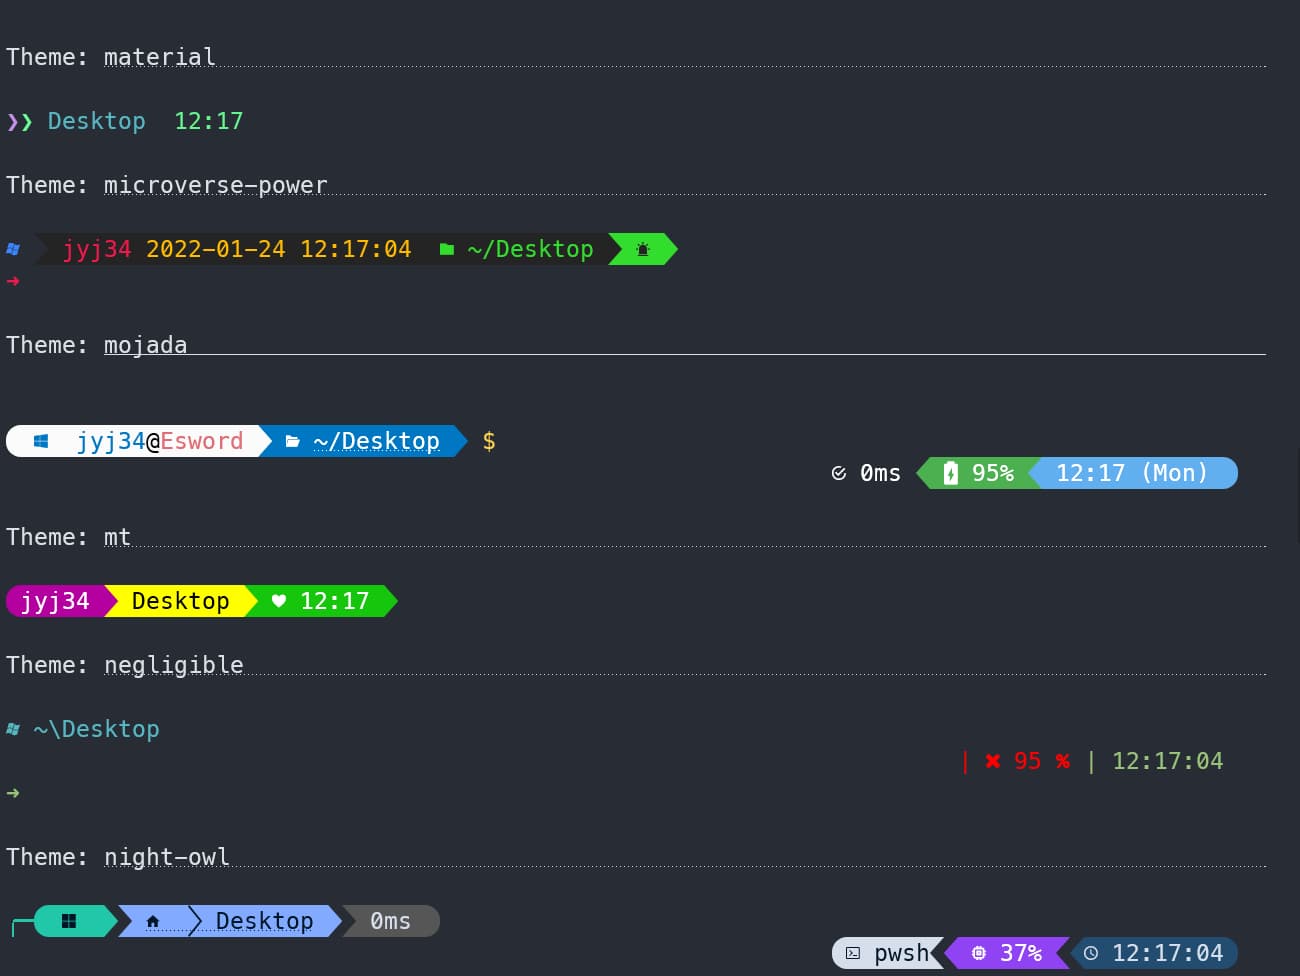 Theme: material
❯❯ Desktop 12:17
Theme: microverse-power
jyj34 2022-01-24 12:17:04 ~/Desktop
➜
Theme: mojada
jyj34@Esword ~/Desktop $
0ms 95% 12:17 (Mon)
Theme: mt
jyj34 Desktop ♥ 12:17
Theme: negligible
~\Desktop
| ✖ 95 % | 12:17:04
➜
Theme: night-owl
Desktop 0ms
pwsh 37% 12:17:04